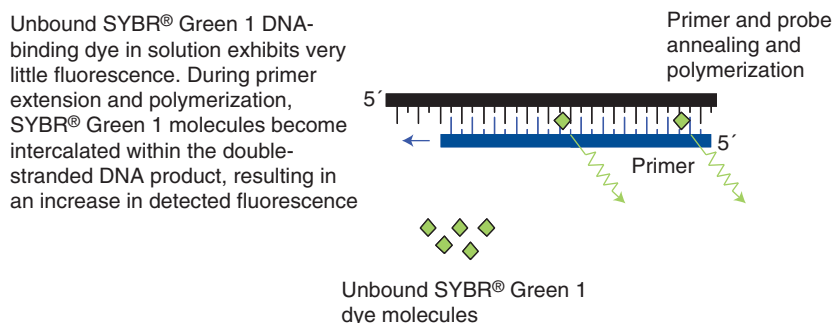 Unbound SYBR® Green 1 DNA-
binding dye in solution exhibits very
little fluorescence. During primer
extension and polymerization,
SYBR® Green 1 molecules become
intercalated within the double-
stranded DNA product, resulting in
an increase in detected fluorescence
Primer and probe
annealing and
polymerization
5´
5´
Primer
Unbound SYBR® Green 1
dye molecules